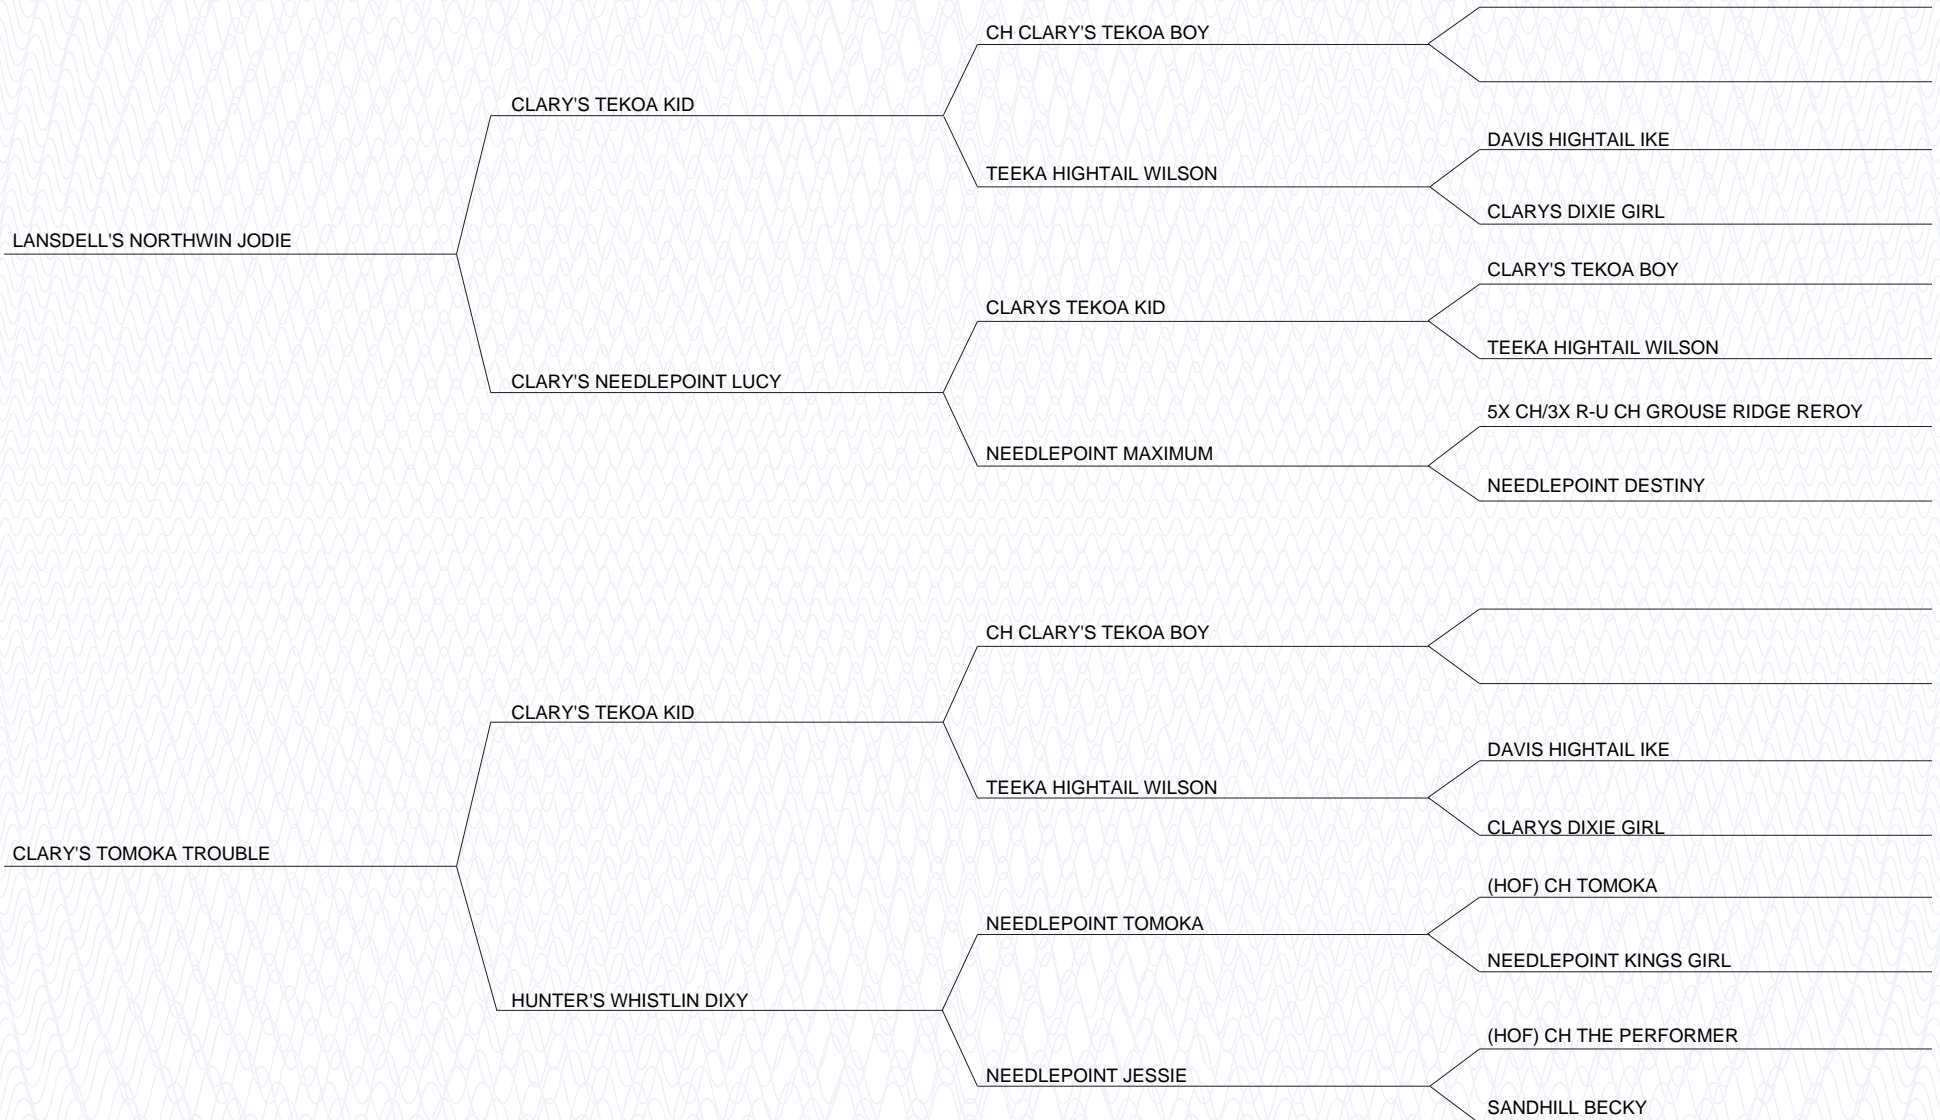 CH CLARY'S TEKOA BOY
CLARY'S TEKOA KID
DAVIS HIGHTAIL IKE
TEEKA HIGHTAIL WILSON
CLARYS DIXIE GIRL
LANSDELL'S NORTHWIN JODIE
CLARY'S TEKOA BOY
CLARYS TEKOA KID
TEEKA HIGHTAIL WILSON
CLARY'S NEEDLEPOINT LUCY
5X CH/3X R-U CH GROUSE RIDGE REROY
NEEDLEPOINT MAXIMUM
NEEDLEPOINT DESTINY
CH CLARY'S TEKOA BOY
CLARY'S TEKOA KID
DAVIS HIGHTAIL IKE
TEEKA HIGHTAIL WILSON
CLARYS DIXIE GIRL
CLARY'S TOMOKA TROUBLE
(HOF) CH TOMOKA
NEEDLEPOINT TOMOKA
NEEDLEPOINT KINGS GIRL
HUNTER'S WHISTLIN DIXY
(HOF) CH THE PERFORMER
NEEDLEPOINT JESSIE
SANDHILL BECKY